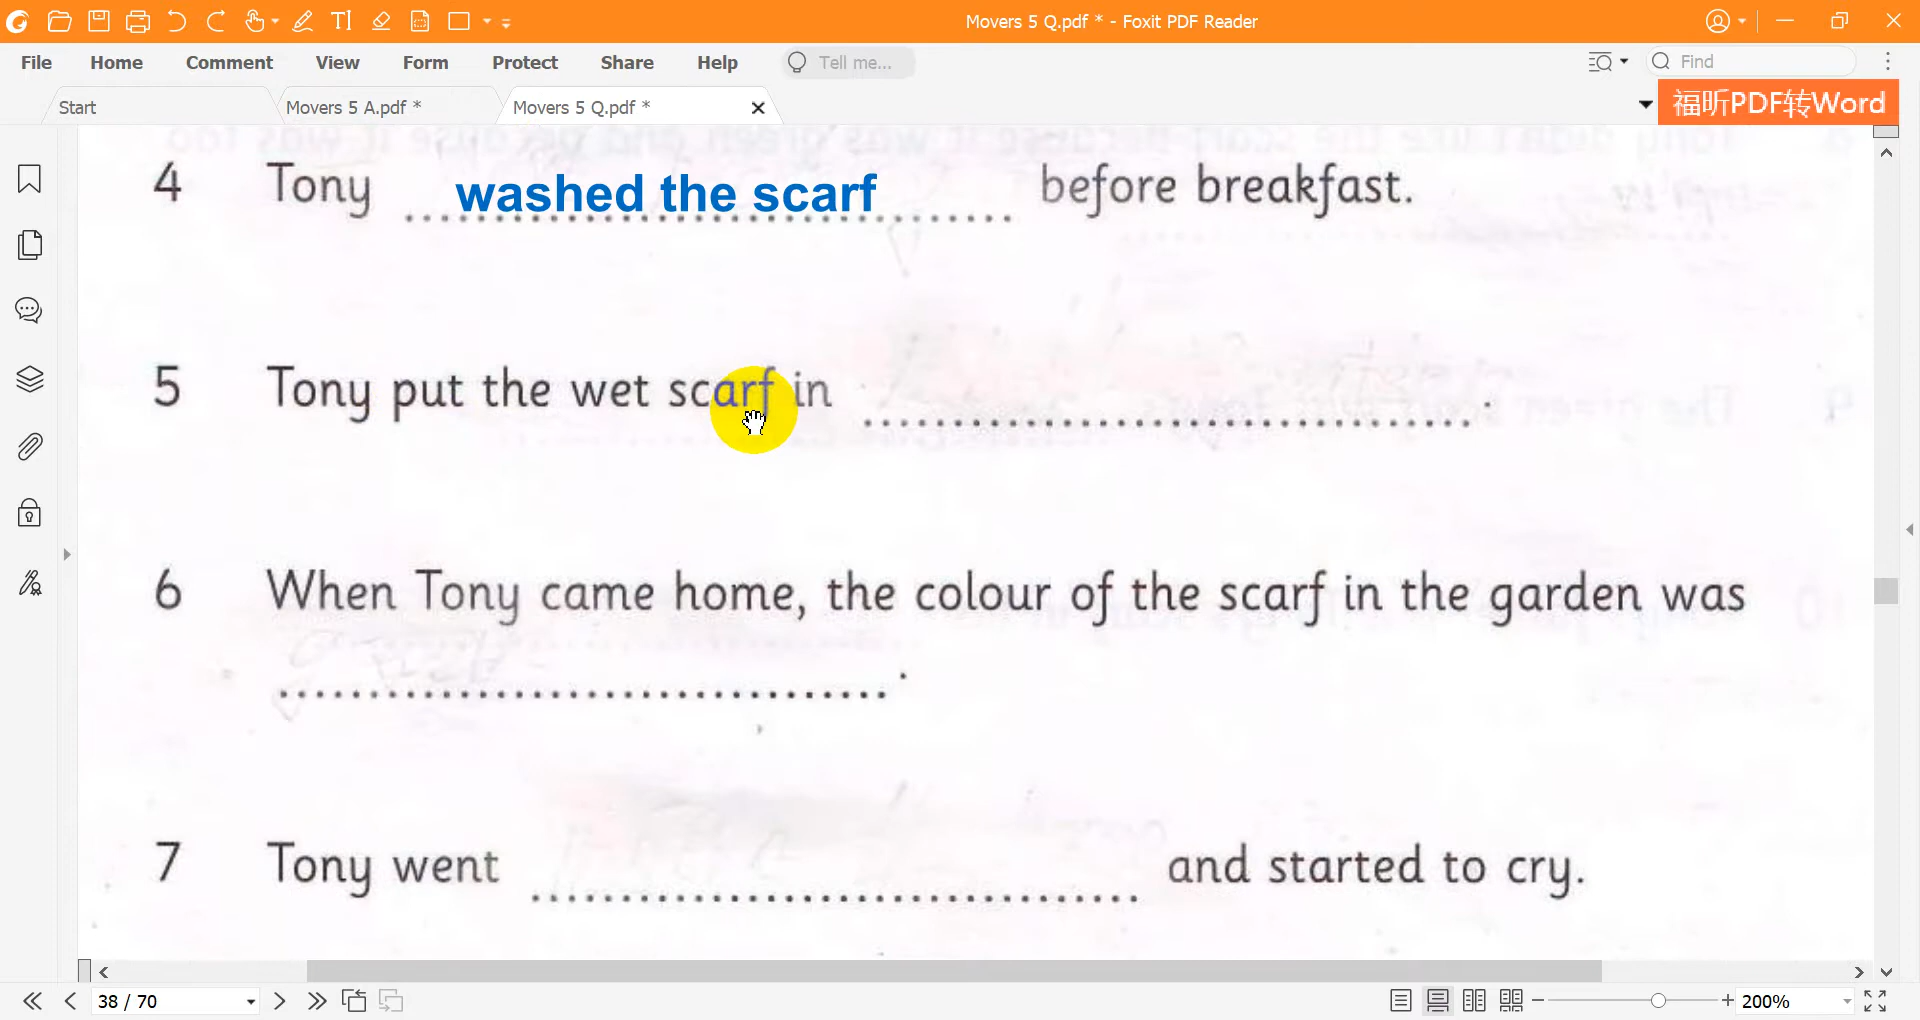 Movers 5 Q.pdf * - Foxit PDF Reader
File Home Comment View Form Protect Share Help Tell me... Find
Start Movers 5 A.pdf * Movers 5 Q.pdf * 福昕PDF转Word
4 Tony washed the scarf before breakfast.
5 Tony put the wet scarf in ........................ .
6 When Tony came home, the colour of the scarf in the garden was
........................ .
7 Tony went ........................ and started to cry.
38 / 70 200%